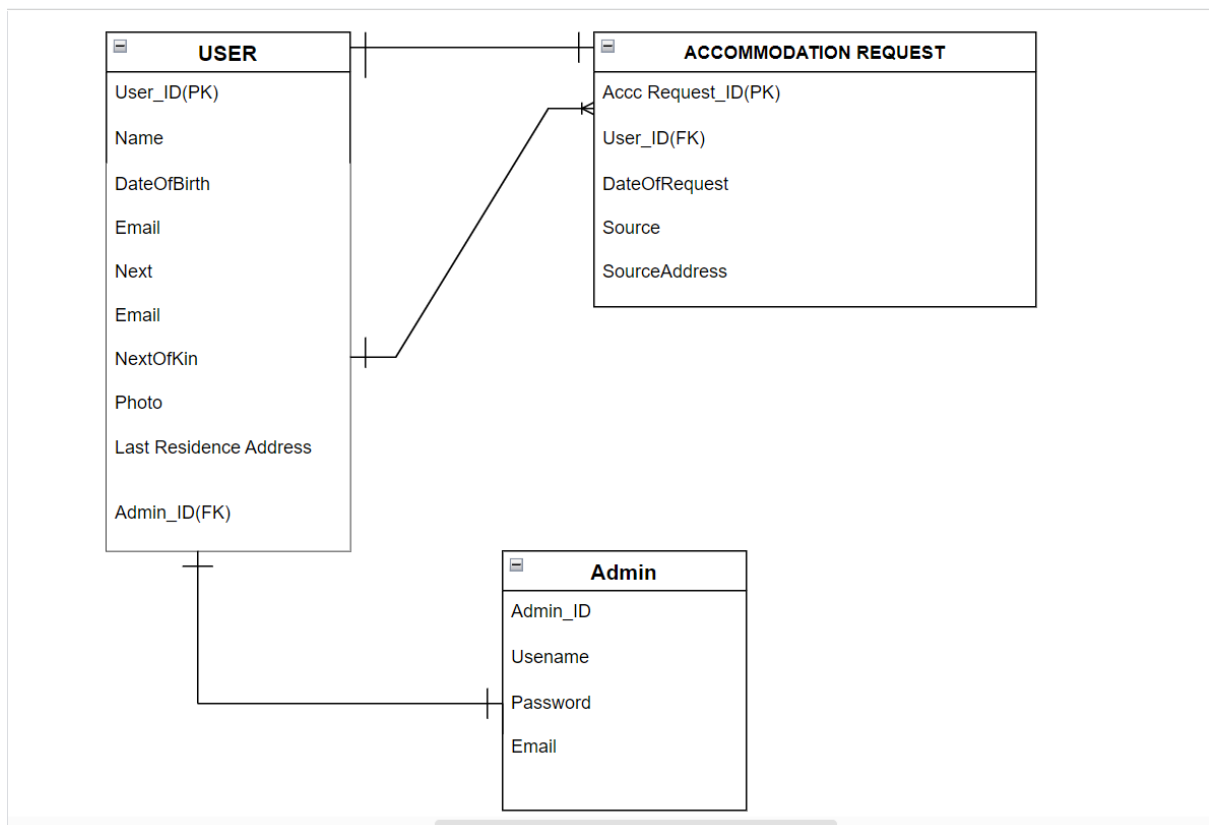 USER
User_ID(PK)
Name
DateOfBirth
Email
Next
Email
NextOfKin
Photo
Last Residence Address
Admin_ID(FK)
ACCOMMODATION REQUEST
Accc Request_ID(PK)
User_ID(FK)
DateOfRequest
Source
SourceAddress
Admin
Admin_ID
Usename
Password
Email